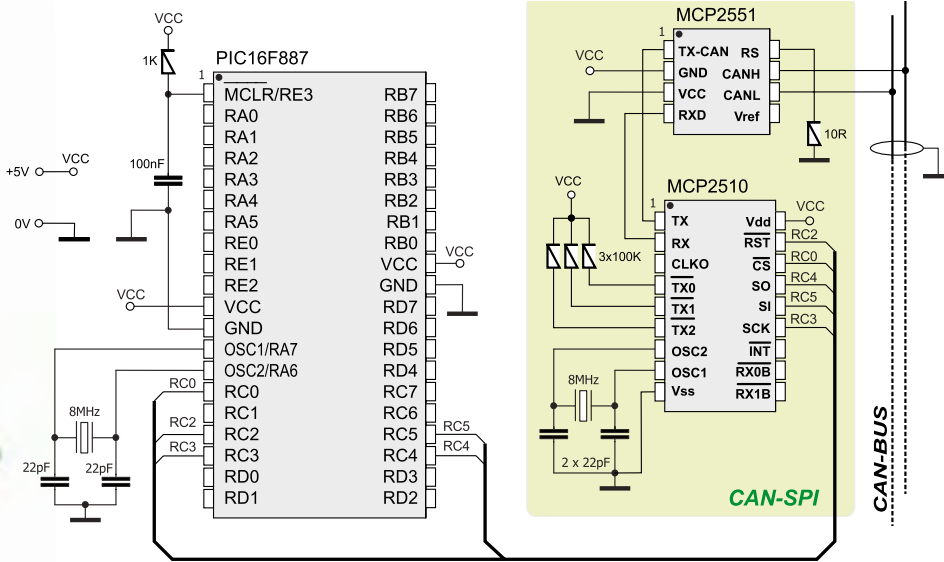 VCC
1K
PIC16F887
1
MCLR/RE3
RA0
RA1
RA2
RA3
RA4
RA5
RE0
RE1
RE2
VCC
GND
OSC1/RA7
OSC2/RA6
RC0
RC1
RC2
RC3
RD0
RD1
RB7
RB6
RB5
RB4
RB3
RB2
RB1
RB0
VCC
GND
RD7
RD6
RD5
RD4
RC7
RC6
RC5
RC4
RD3
RD2
100nF
+5V
VCC
0V
VCC
VCC
RC0
RC2
RC3
8MHz
22pF
22pF
RC5
RC4
MCP2551
1
TX-CAN
GND
VCC
RXD
RS
CANH
CANL
Vref
VCC
10R
VCC
3x100K
MCP2510
1
TX
RX
CLKO
TX0
TX1
TX2
OSC2
OSC1
Vss
Vdd
RST
CS
SO
SI
SCK
INT
RX0B
RX1B
VCC
RC2
RC0
RC4
RC5
RC3
8MHz
2 x 22pF
CAN-SPI
CAN-BUS